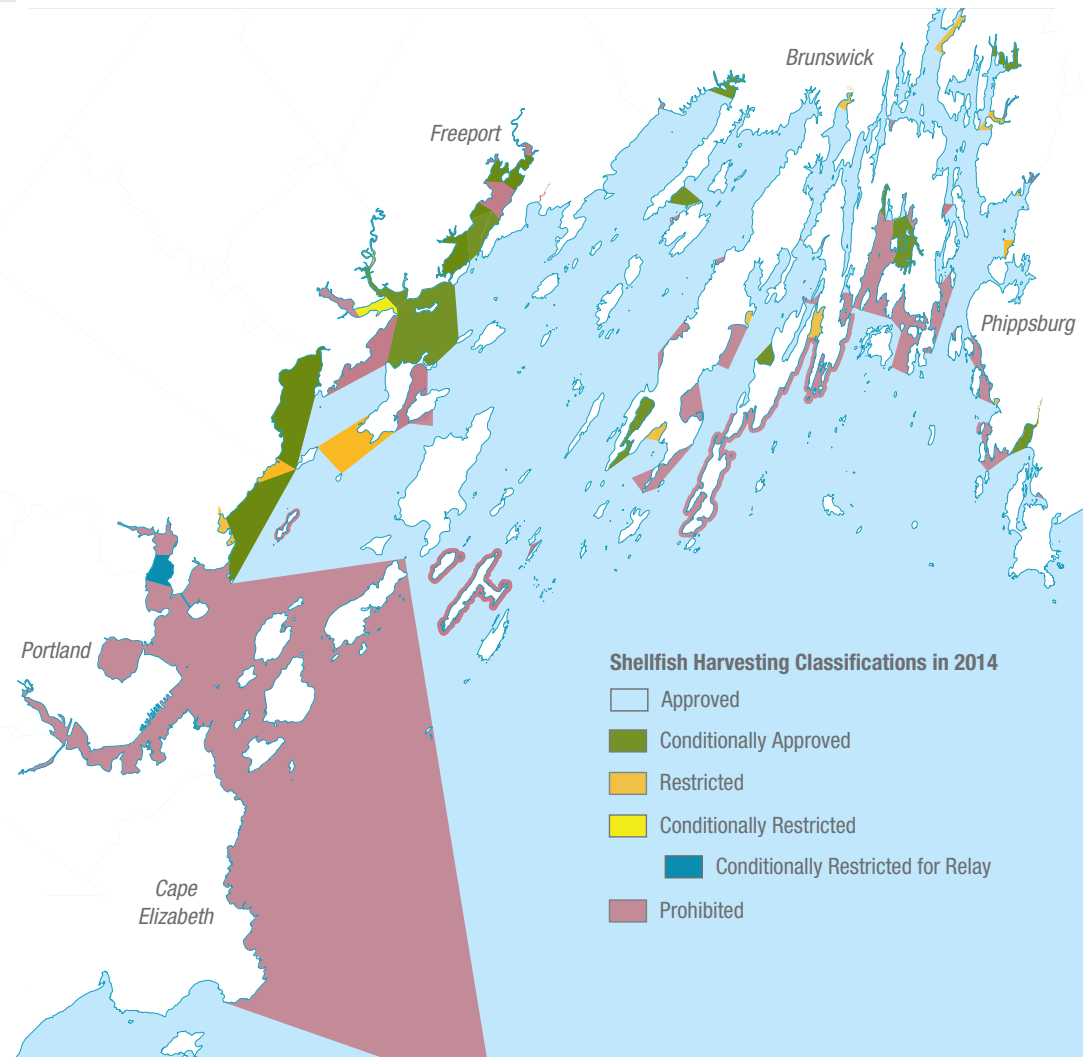 Brunswick
Freeport
Phippsburg
Portland
Shellfish Harvesting Classifications in 2014
Approved
Conditionally Approved
Restricted
Conditionally Restricted
Conditionally Restricted for Relay
Cape
Elizabeth
Prohibited